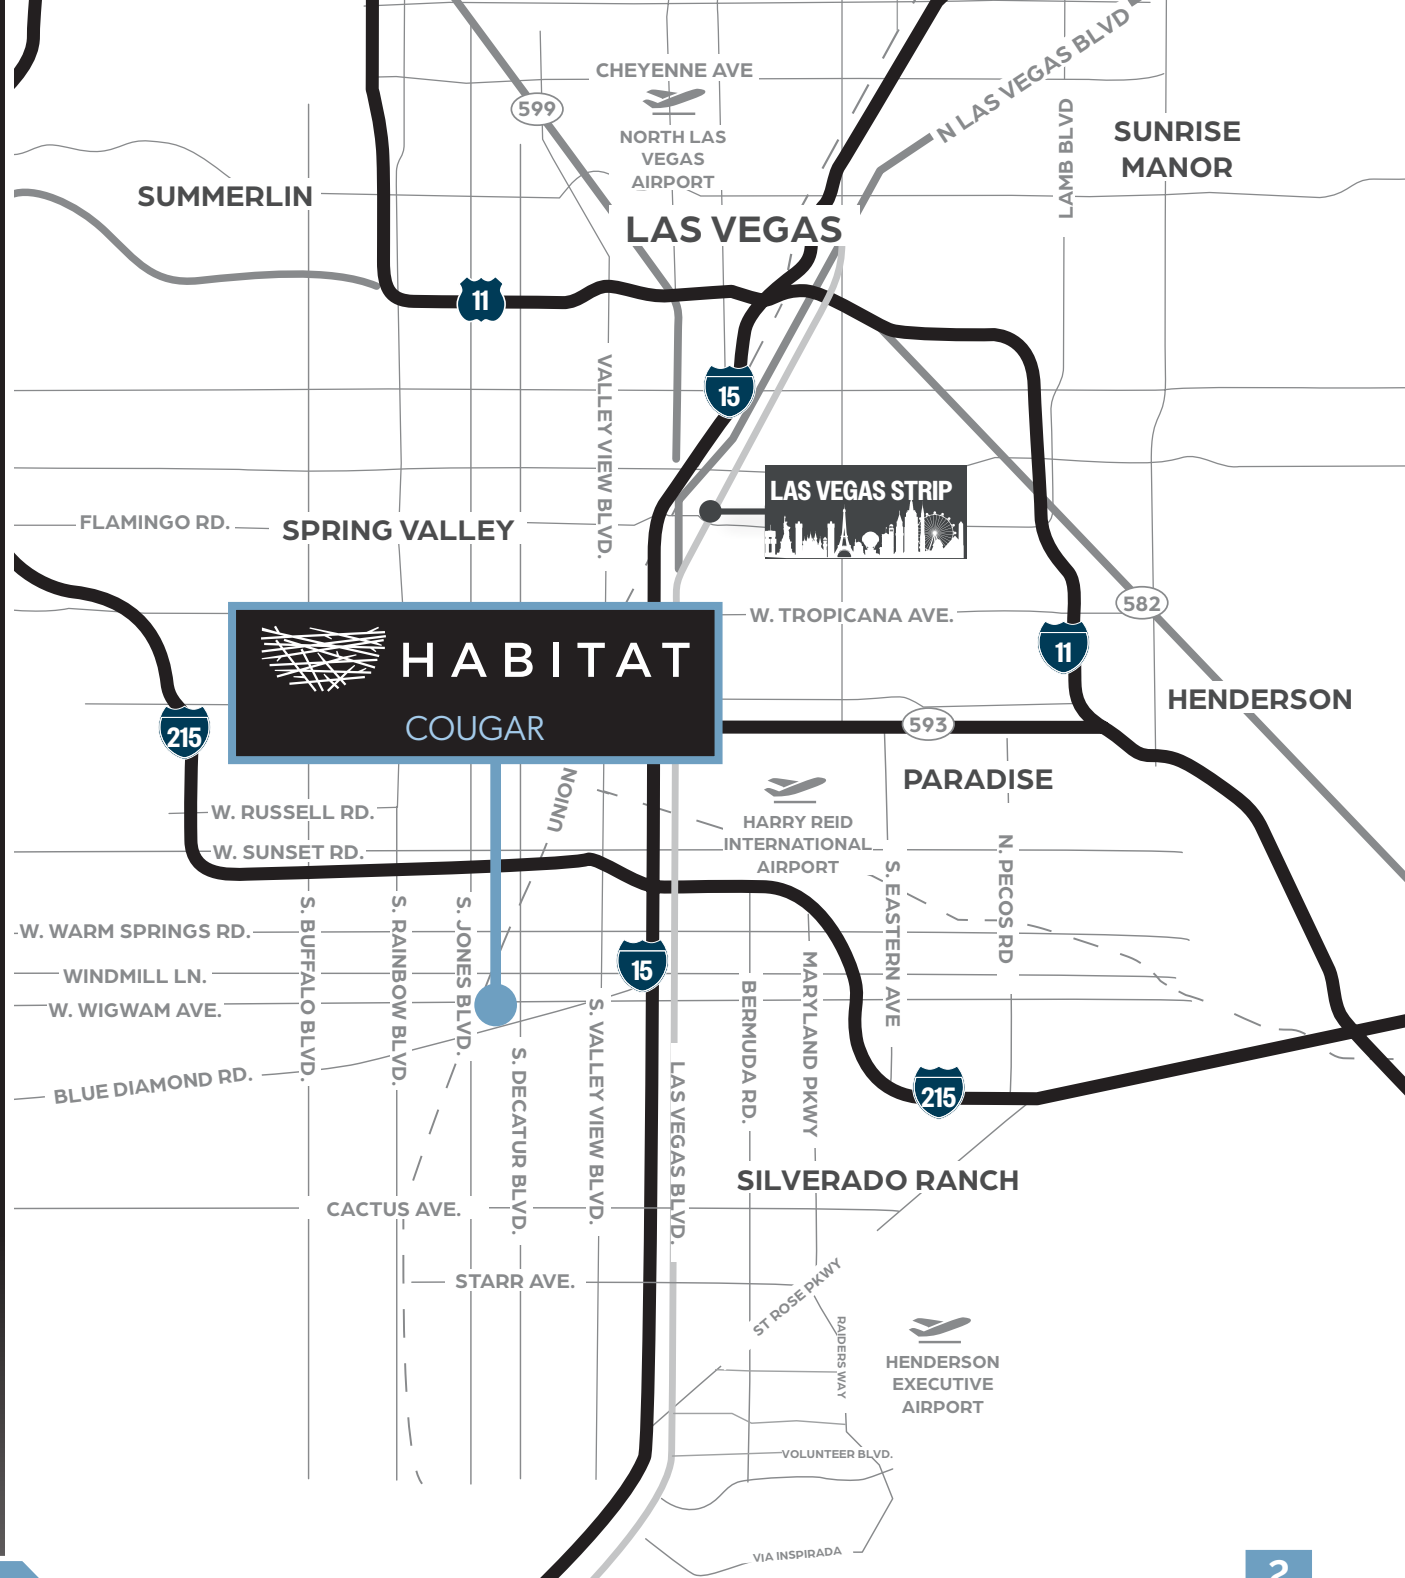 CHEYENNE AVE
N LAS VEGAS BLVD
599
NORTH LAS
VEGAS
AIRPORT
LAMB BLVD
SUNRISE
MANOR
SUMMERLIN
LAS VEGAS
11
VALLEY VIEW BLVD.
15
LAS VEGAS STRIP
FLAMINGO RD.
SPRING VALLEY
582
W. TROPICANA AVE.
11
HABITAT
COUGAR
HENDERSON
215
593
PARADISE
UNION
W. RUSSELL RD.
HARRY REID
INTERNATIONAL
AIRPORT
W. SUNSET RD.
S. EASTERN AVE
N. PECOS RD
S. BUFFALO BLVD.
S. RAINBOW BLVD.
S. JONES BLVD.
W. WARM SPRINGS RD.
15
MARYLAND PKWY
WINDMILL LN.
BERMUDA RD.
W. WIGWAM AVE.
S. VALLEY VIEW BLVD.
S. DECATUR BLVD.
LAS VEGAS BLVD.
BLUE DIAMOND RD.
215
SILVERADO RANCH
CACTUS AVE.
STARR AVE.
ST ROSE PKWY
RAIDERS WAY
HENDERSON
EXECUTIVE
AIRPORT
VOLUNTEER BLVD.
VIA INSPIRADA
2